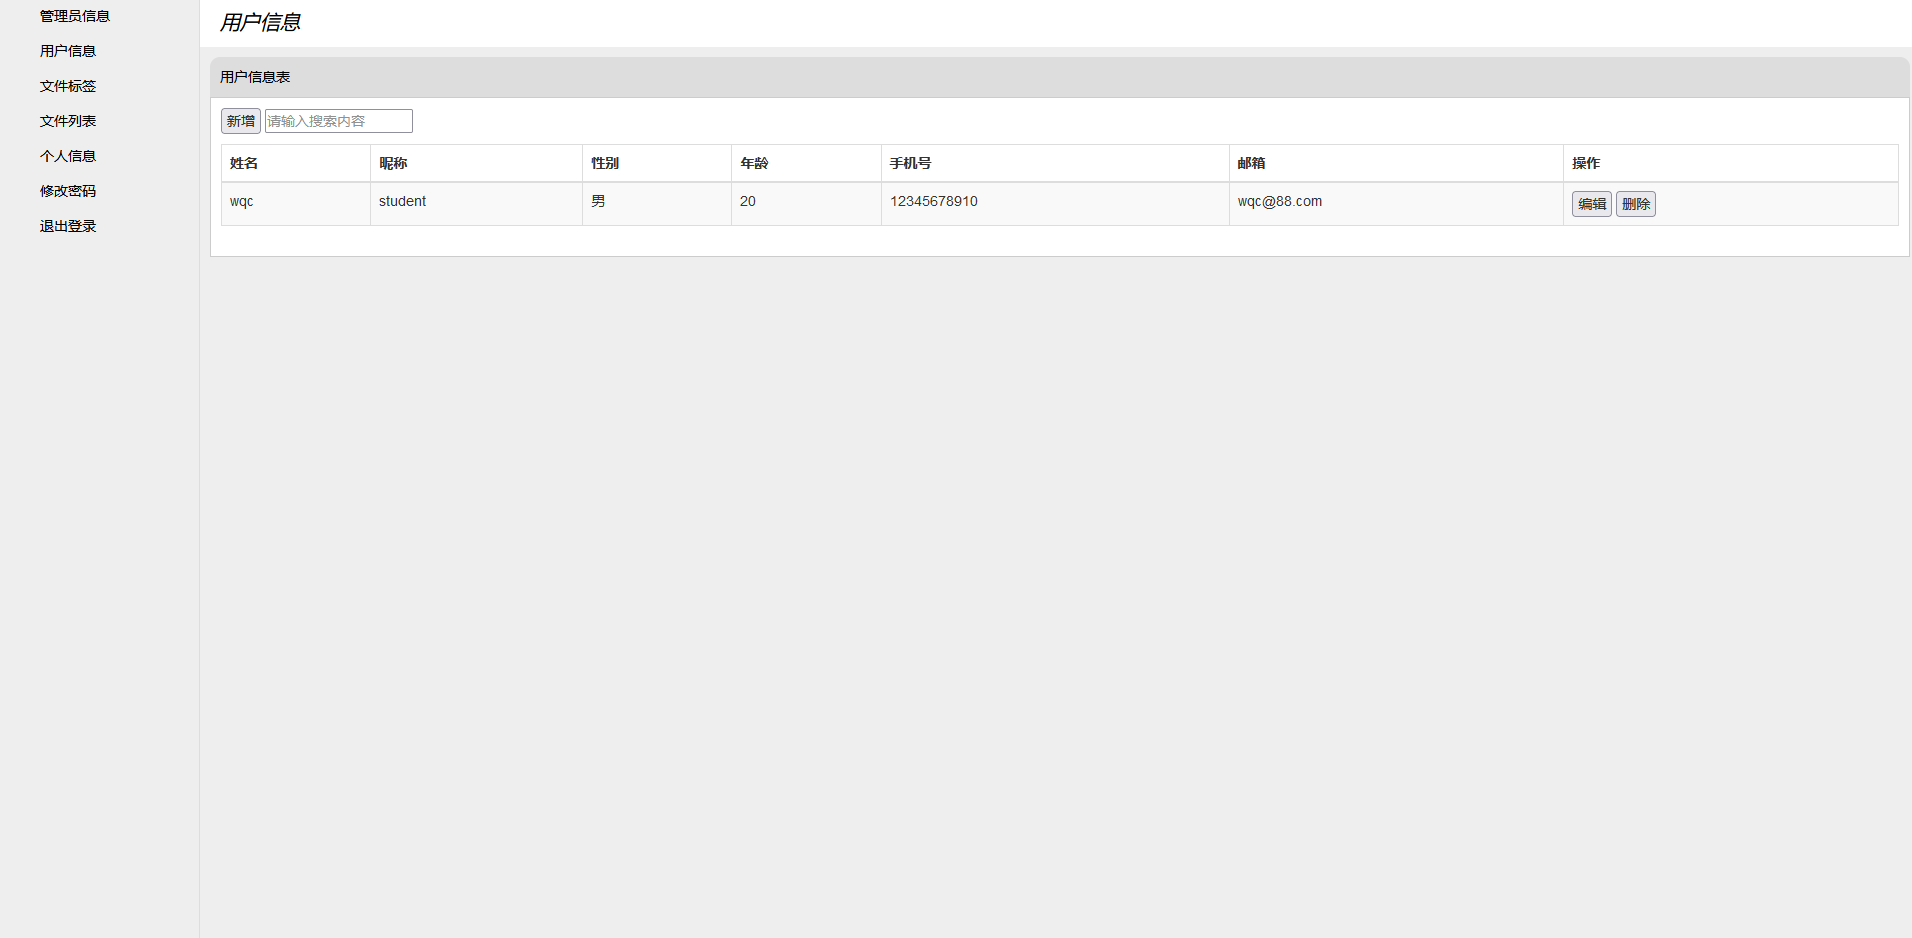 管理员信息
用户信息
文件标签
文件列表
个人信息
修改密码
退出登录
用户信息
用户信息表
新增 请输入搜索内容
姓名 昵称 性别 年龄 手机号 邮箱 操作
wqc student 男 20 12345678910 wqc@88.com 编辑 删除